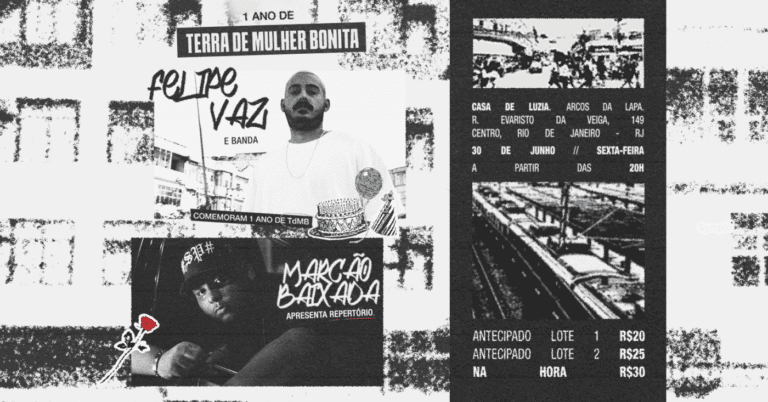 1 ANO DE
TERRA DE MULHER BONITA
FELIPE
VAZ
E BANDA
COMEMORAM 1 ANO DE TdMB
MARCÃO
BAIXADA
APRESENTA REPERTÓRIO
CASA DE LUZIA. ARCOS DA LAPA.
R. EVARISTO DA VEIGA, 149
CENTRO, RIO DE JANEIRO - RJ
30 DE JUNHO // SEXTA-FEIRA
A PARTIR DAS 20H
ANTECIPADO LOTE 1 R$20
ANTECIPADO LOTE 2 R$25
NA HORA R$30